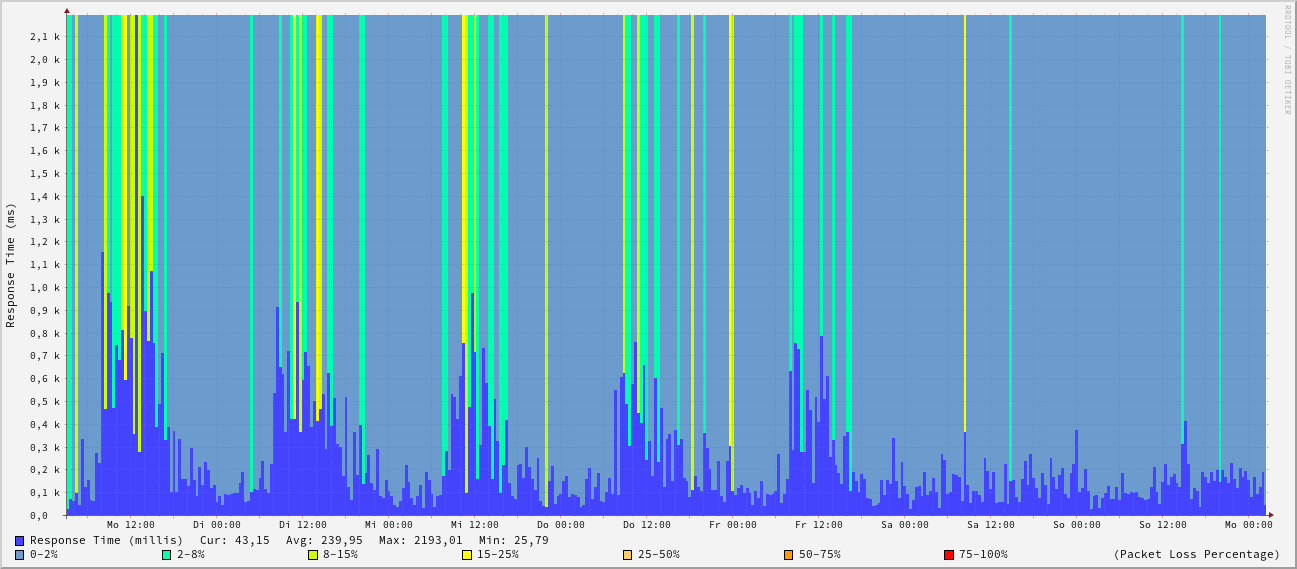 RRDTOOL / TOBI OETIKER
Response Time (ms)
2,1 k
2,0 k
1,9 k
1,8 k
1,7 k
1,6 k
1,5 k
1,4 k
1,3 k
1,2 k
1,1 k
1,0 k
0,9 k
0,8 k
0,7 k
0,6 k
0,5 k
0,4 k
0,3 k
0,2 k
0,1 k
0,0
Mo 12:00 Di 00:00 Di 12:00 Mi 00:00 Mi 12:00 Do 00:00 Do 12:00 Fr 00:00 Fr 12:00 Sa 00:00 Sa 12:00 So 00:00 So 12:00 Mo 00:00
Response Time (millis) Cur: 43,15 Avg: 239,95 Max: 2193,01 Min: 25,79
0-2% 2-8% 8-15% 15-25% 25-50% 50-75% 75-100% (Packet Loss Percentage)